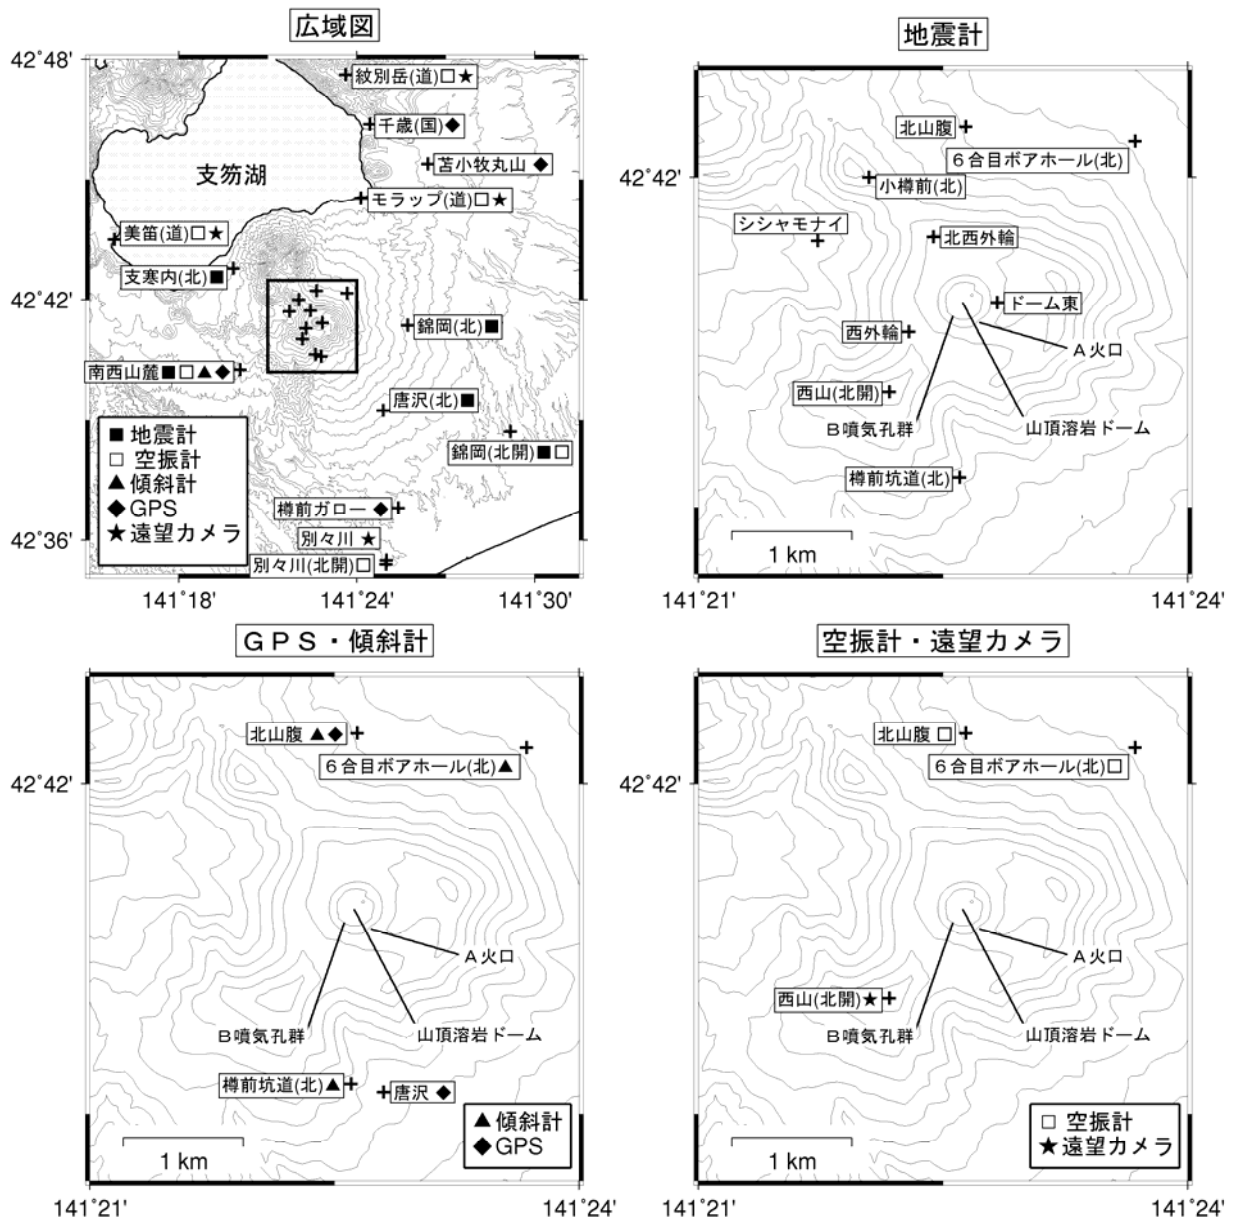 広域図
42°48'
紋別岳(道)□★
千歳(国)◆
苫小牧丸山 ◆
支笏湖
モラップ(道)□★
美笛(道)□★
支寒内(北)■
42°42'
錦岡(北)■
南西山麓■□▲◆
唐沢(北)■
錦岡(北開)■□
■地震計
□ 空振計
▲傾斜計
◆GPS
★遠望カメラ
樽前ガロー ◆
別々川 ★
42°36'
別々川(北開)□
141°18'
141°24'
141°30'
地震計
北山腹
6合目ボアホール(北)
42°42'
小樽前(北)
シシャモナイ
北西外輪
ドーム東
西外輪
A火口
西山(北開)
B噴気孔群
山頂溶岩ドーム
樽前坑道(北)
1 km
141°21'
141°24'
GPS・傾斜計
北山腹 ▲◆
6合目ボアホール(北)▲
42°42'
A火口
B噴気孔群
山頂溶岩ドーム
樽前坑道(北)▲
唐沢 ◆
▲傾斜計
◆GPS
1 km
141°21'
141°24'
空振計・遠望カメラ
北山腹 □
6合目ボアホール(北)□
42°42'
A火口
西山(北開)★
B噴気孔群
山頂溶岩ドーム
□ 空振計
★遠望カメラ
1 km
141°21'
141°24'